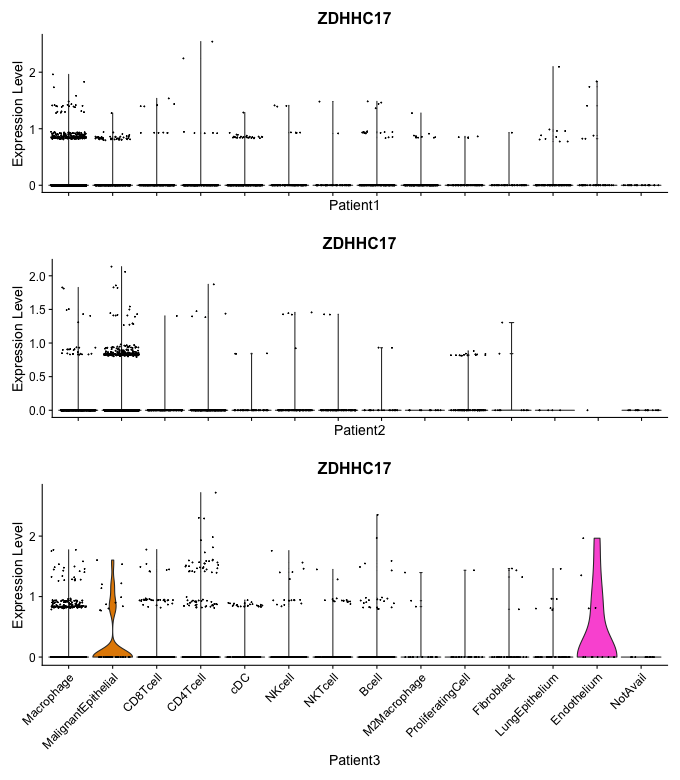 ZDHHC17
Expression Level
2
1
0
Patient1
ZDHHC17
Expression Level
2.0
1.5
1.0
0.5
0.0
Patient2
ZDHHC17
Expression Level
2
1
0
Macrophage
MalignantEpithelial
CD8Tcell
CD4Tcell
cDC
NKcell
NKTcell
Bcell
M2Macrophage
ProliferatingCell
Fibroblast
LungEpithelium
Endothelium
NotAvail
Patient3